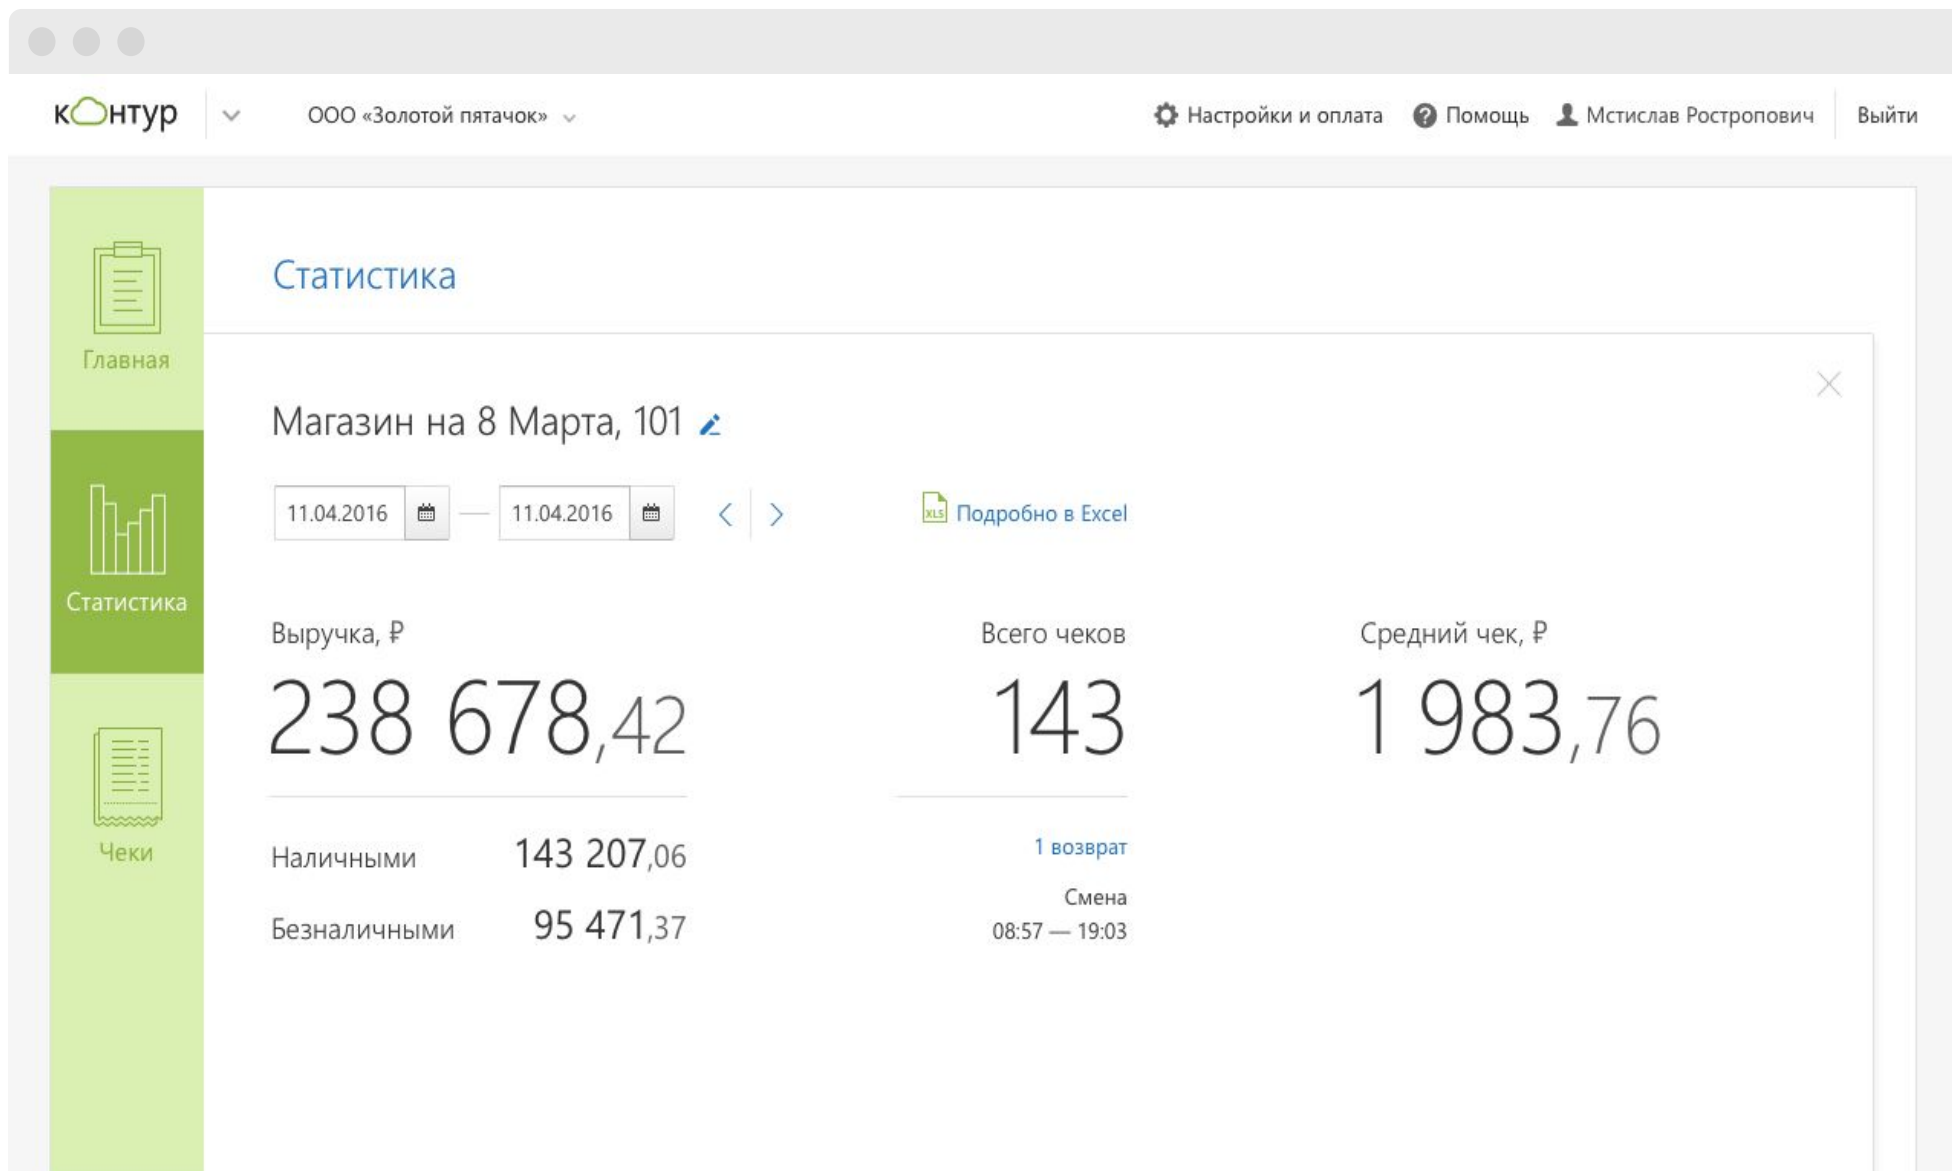 контур
ООО «Золотой пятачок»
Настройки и оплата
Помощь
Мстислав Ростропович
Выйти
Главная
Статистика
Чеки
Статистика
Магазин на 8 Марта, 101
11.04.2016 — 11.04.2016
XLS Подробно в Excel
Выручка, ₽
238 678,42
Наличными 143 207,06
Безналичными 95 471,37
Всего чеков
143
1 возврат
Смена
08:57 — 19:03
Средний чек, ₽
1 983,76